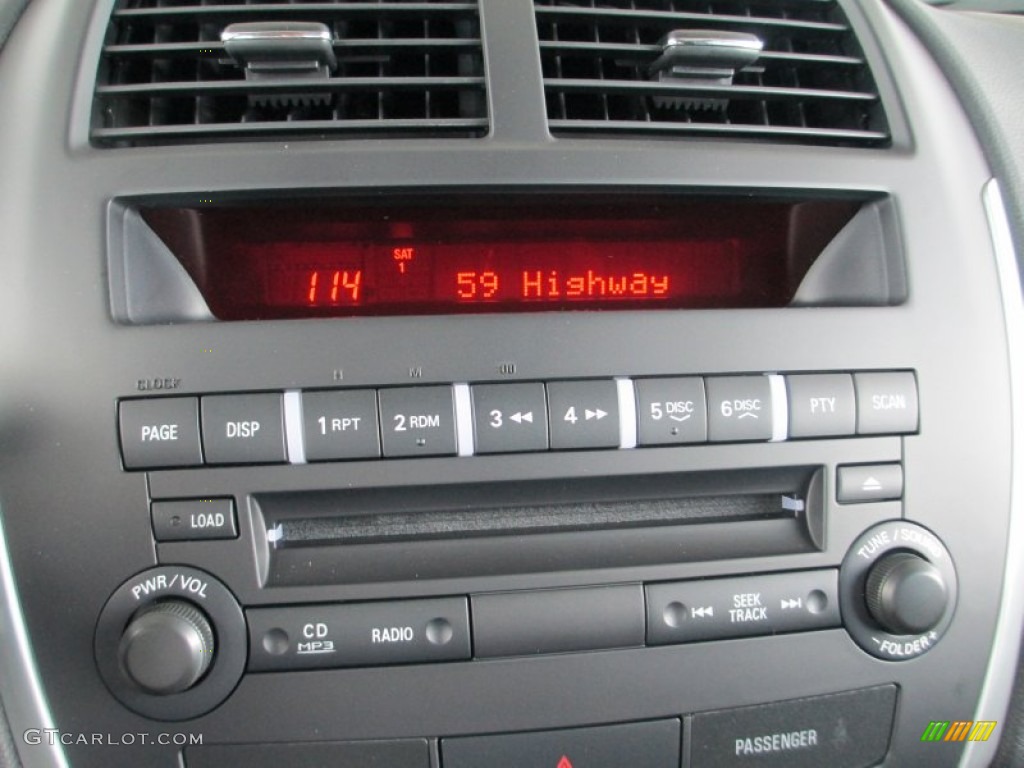 SAT
1
114 59 Highway
CLOCK H M
PAGE DISP 1 RPT 2 RDM 3 4 5 DISC 6 DISC PTY SCAN
LOAD
PWR/VOL
TUNE/SOUND
CD
MP3
RADIO
SEEK
TRACK
-FOLDER+
PASSENGER
GTCARLOT.COM